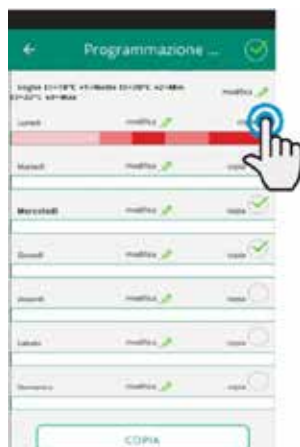 Programmazione ...
modifica
Lunedì modifica
Martedì modifica copia
Mercoledì modifica copia
Giovedì modifica copia
Venerdì modifica copia
Sabato modifica copia
Domenica modifica copia
COPIA